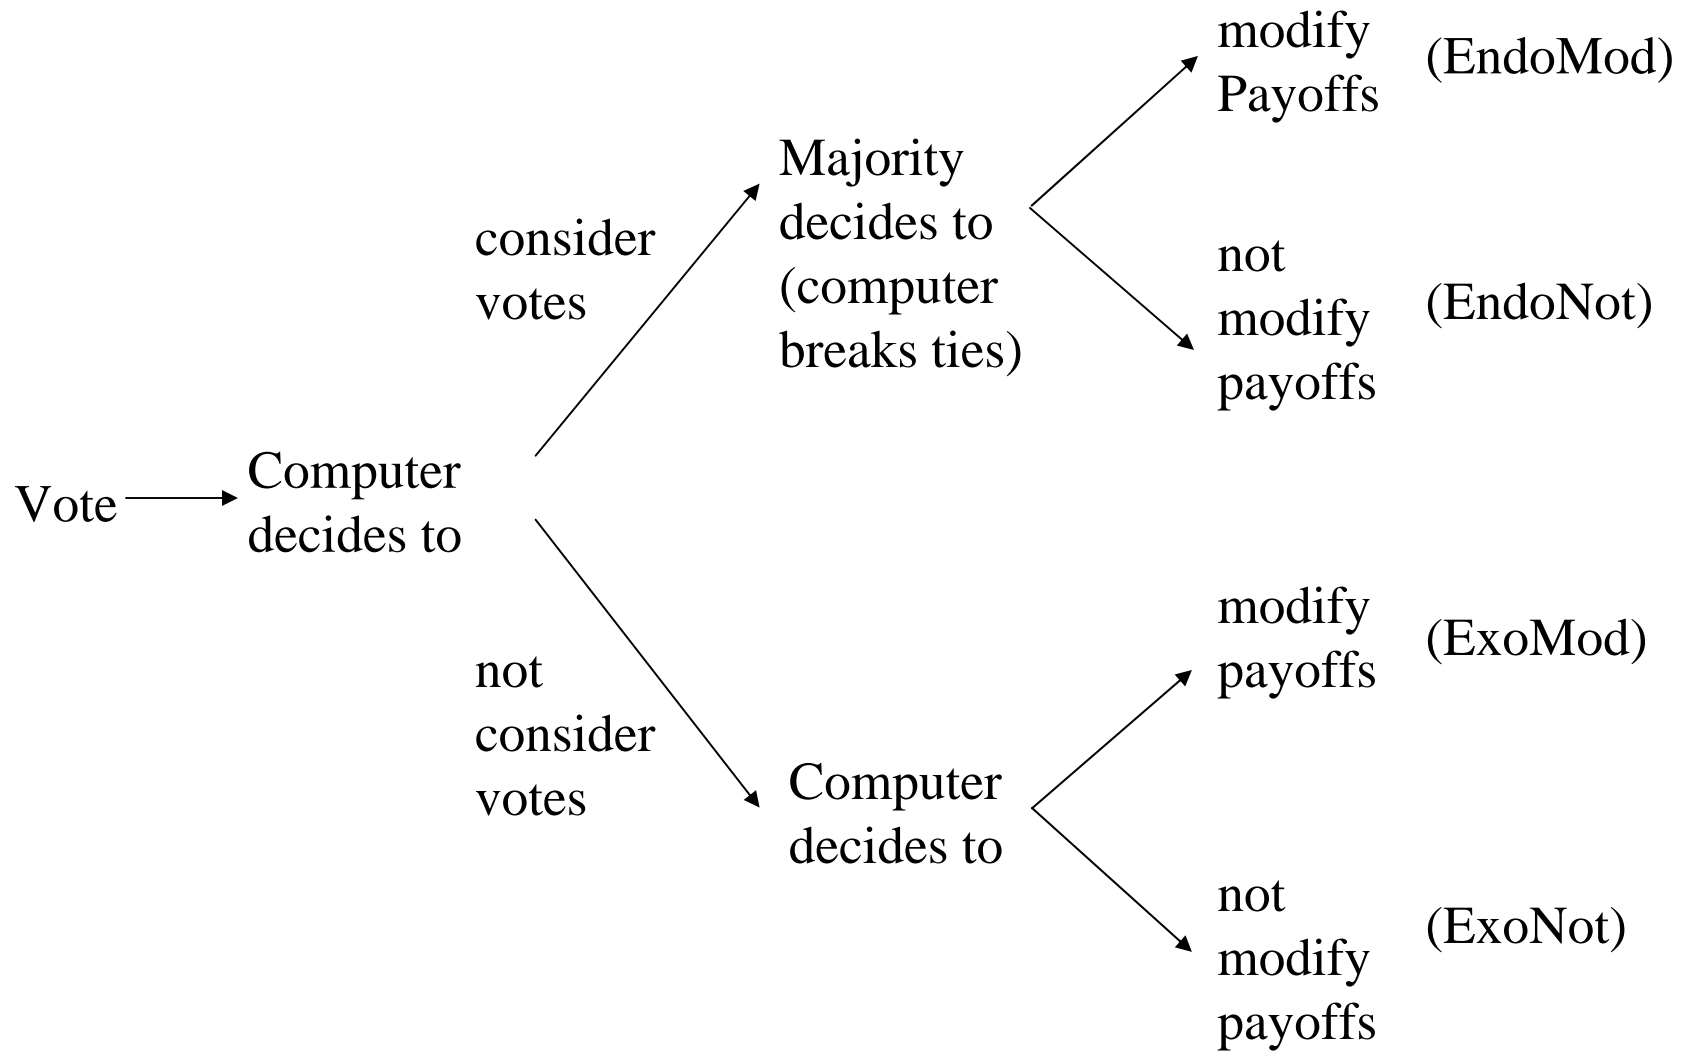 Vote
Computer
decides to
consider
votes
not
consider
votes
Majority
decides to
(computer
breaks ties)
Computer
decides to
modify
Payoffs
(EndoMod)
not
modify
payoffs
(EndoNot)
modify
payoffs
(ExoMod)
not
modify
payoffs
(ExoNot)